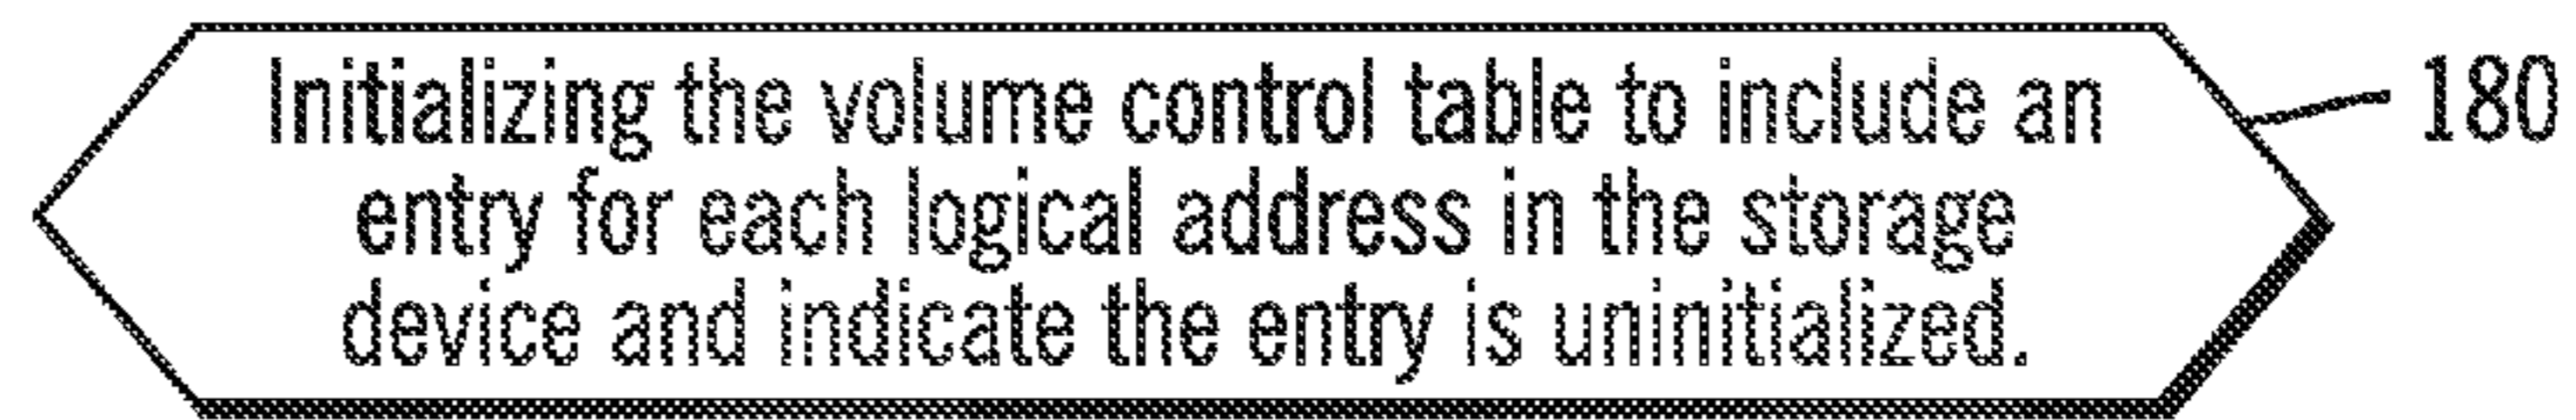 Initializing the volume control table to include an
entry for each logical address in the storage
device and indicate the entry is uninitialized.
180